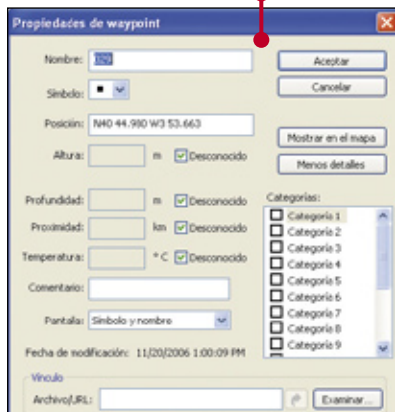 Propiedades de waypoint
Nombre: 029
Aceptar
Símbolo:
Cancelar
Posición: N40 44.980 W3 53.663
Mostrar en el mapa
Altura: m Desconocido
Menos detalles
Profundidad: m Desconocido
Categorías:
Proximidad: km Desconocido
Categoría 1
Categoría 2
Categoría 3
Temperatura: °C Desconocido
Categoría 4
Categoría 5
Comentario:
Categoría 6
Categoría 7
Pantalla: Símbolo y nombre
Categoría 8
Categoría 9
Fecha de modificación: 11/20/2006 1:00:09 PM
Vínculo
Archivo/URL: Examinar...